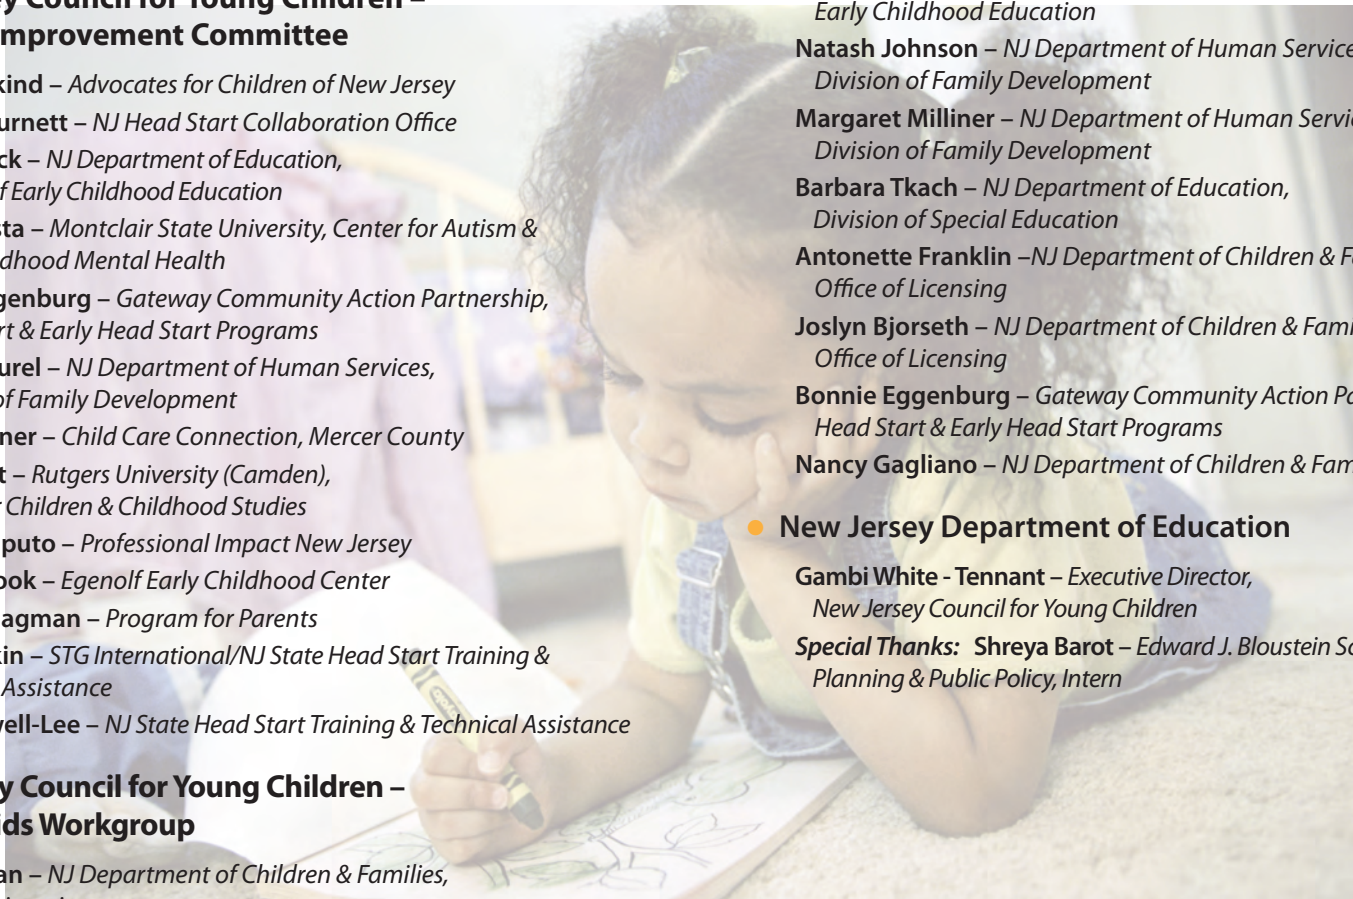 y Council for Young Children –
mprovement Committee
kind – Advocates for Children of New Jersey
urnett – NJ Head Start Collaboration Office
ck – NJ Department of Education,
f Early Childhood Education
sta – Montclair State University, Center for Autism &
dhood Mental Health
genburg – Gateway Community Action Partnership,
rt & Early Head Start Programs
urel – NJ Department of Human Services,
of Family Development
ner – Child Care Connection, Mercer County
t – Rutgers University (Camden),
r Children & Childhood Studies
puto – Professional Impact New Jersey
ook – Egenolf Early Childhood Center
agman – Program for Parents
kin – STG International/NJ State Head Start Training &
Assistance
well-Lee – NJ State Head Start Training & Technical Assistance
y Council for Young Children –
ids Workgroup
an – NJ Department of Children & Families,
Early Childhood Education
Natash Johnson – NJ Department of Human Service
Division of Family Development
Margaret Milliner – NJ Department of Human Servi
Division of Family Development
Barbara Tkach – NJ Department of Education,
Division of Special Education
Antonette Franklin –NJ Department of Children & F
Office of Licensing
Joslyn Bjorseth – NJ Department of Children & Fami
Office of Licensing
Bonnie Eggenburg – Gateway Community Action Pa
Head Start & Early Head Start Programs
Nancy Gagliano – NJ Department of Children & Fam
• New Jersey Department of Education
Gambi White - Tennant – Executive Director,
New Jersey Council for Young Children
Special Thanks: Shreya Barot – Edward J. Bloustein Sc
Planning & Public Policy, Intern